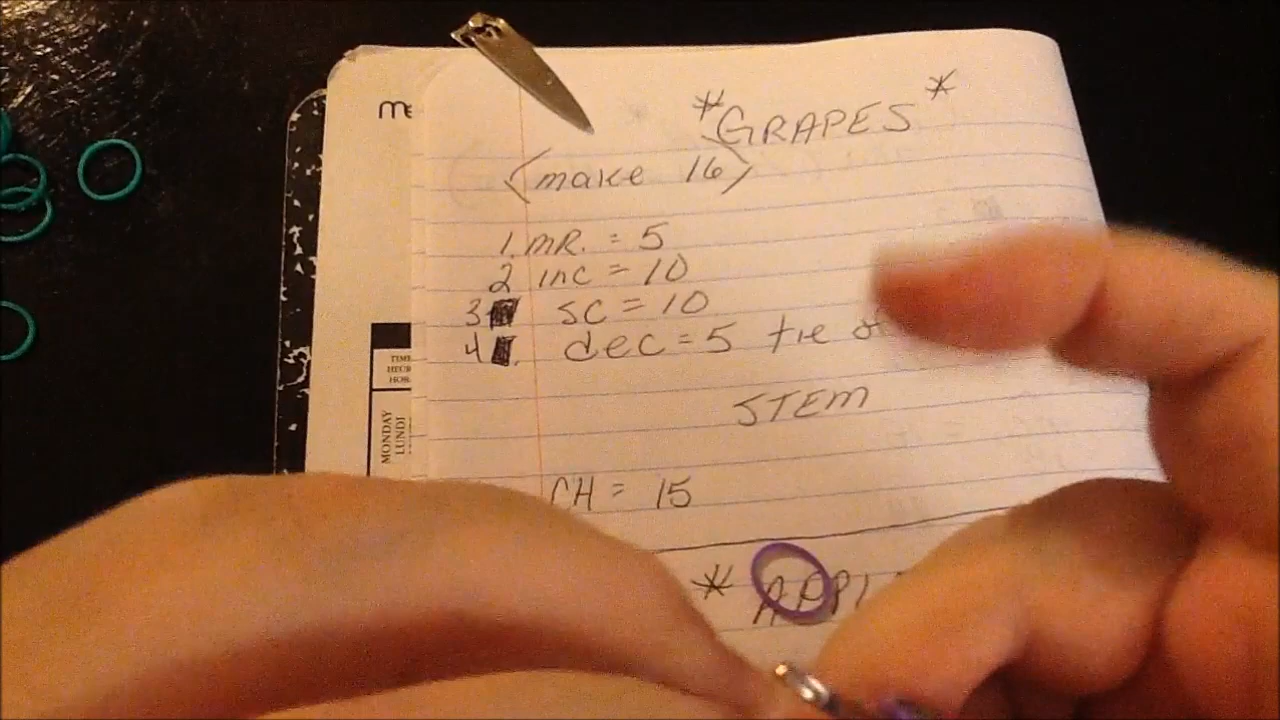 *GRAPES*
(make 16)
1. MR. = 5
2 inc = 10
3 sc = 10
4. dec = 5 tie
STEM
CH = 15
*
MONDAY
LUNDI